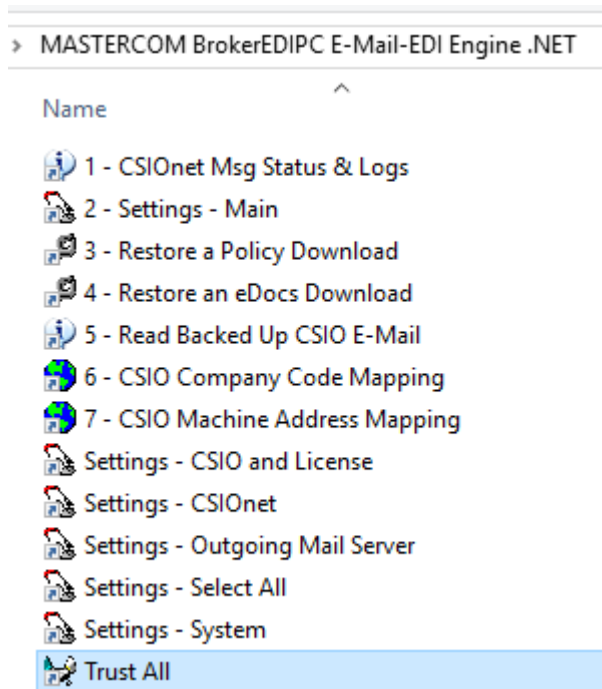 MASTERCOM BrokerEDIPC E-Mail-EDI Engine .NET
Name
1 - CSIOnet Msg Status & Logs
2 - Settings - Main
3 - Restore a Policy Download
4 - Restore an eDocs Download
5 - Read Backed Up CSIO E-Mail
6 - CSIO Company Code Mapping
7 - CSIO Machine Address Mapping
Settings - CSIO and License
Settings - CSIOnet
Settings - Outgoing Mail Server
Settings - Select All
Settings - System
Trust All